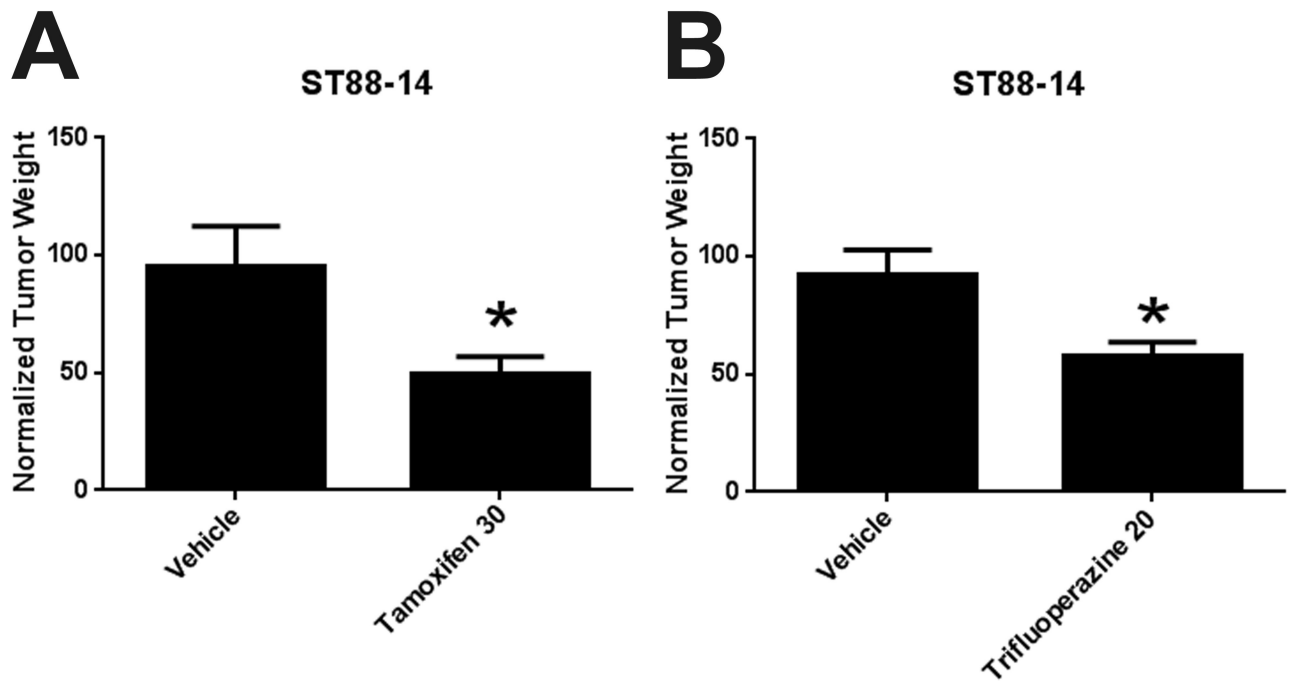 A
ST88-14
Normalized Tumor Weight
150
100
50
0
*
Vehicle
Tamoxifen 30
B
ST88-14
Normalized Tumor Weight
150
100
50
0
*
Vehicle
Trifluoperazine 20